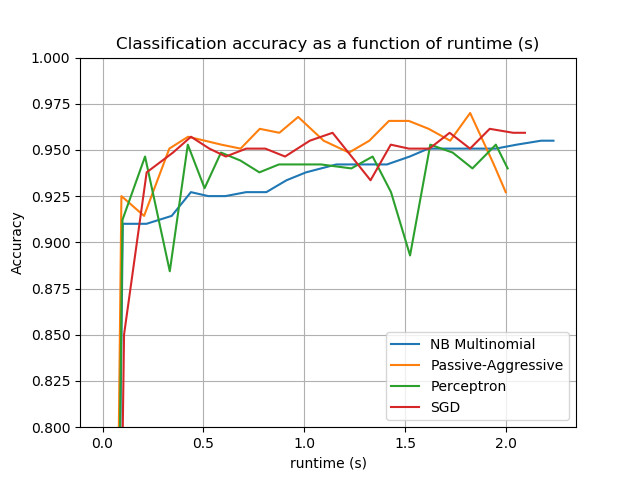 Classification accuracy as a function of runtime (s)
1.000
0.975
0.950
0.925
0.900
0.875
0.850
0.825
0.800
Accuracy
0.0 0.5 1.0 1.5 2.0
runtime (s)
NB Multinomial
Passive-Aggressive
Perceptron
SGD